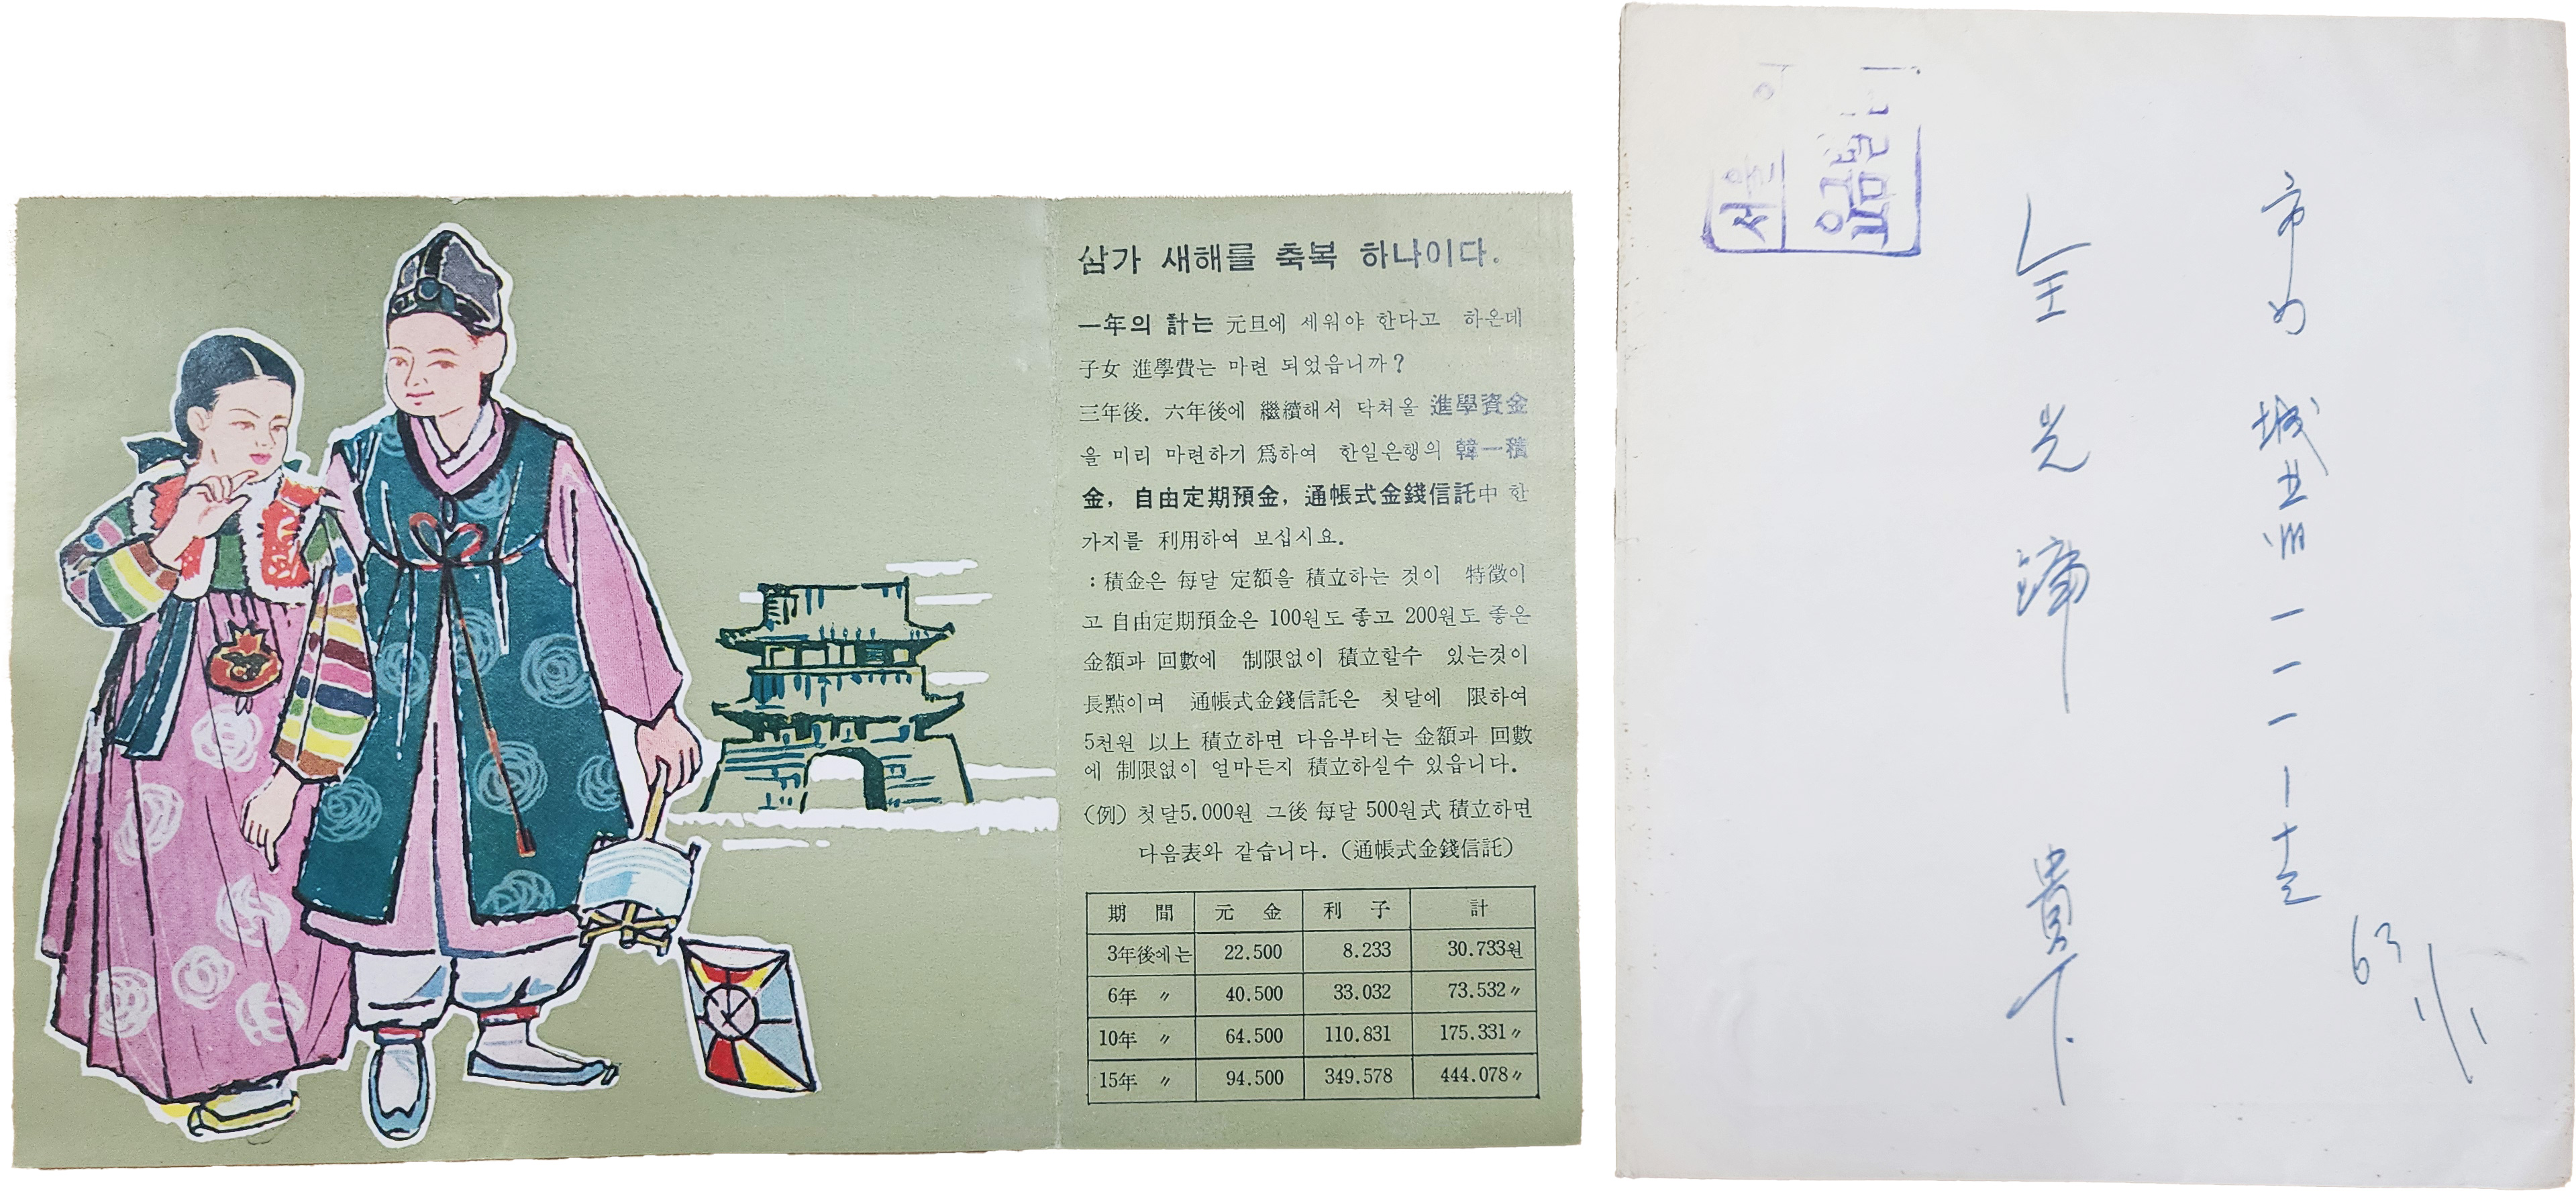 삼가 새해를 축복 하나이다.
一年의 計는 元旦에 세워야 한다고 하온데
子女 進學費는 마련 되었읍니까?
三年後. 六年後에 繼續해서 닥쳐올 進學資金
을 미리 마련하기 爲하여 한일은행의 韓一積
金, 自由定期預金, 通帳式金錢信託中 한
가지를 利用하여 보십시요.
:積金은 每달 定額을 積立하는 것이 特徵이
고 自由定期預金은 100원도 좋고 200원도 좋은
金額과 回數에 制限없이 積立할수 있는것이
長點이며 通帳式金錢信託은 첫달에 限하여
5천원 以上 積立하면 다음부터는 金額과 回數
에 制限없이 얼마든지 積立하실수 있읍니다.
(例) 첫달5.000원 그後 每달 500원式 積立하면
다음表와 같습니다. (通帳式金錢信託)
期間 元金 利子 計
3年後에는 22.500 8.233 30.733원
6年 〃 40.500 33.032 73.532〃
10年 〃 64.500 110.831 175.331〃
15年 〃 94.500 349.578 444.078〃
서울
요금별
市內 城北洞
光 貴下
63 1/1